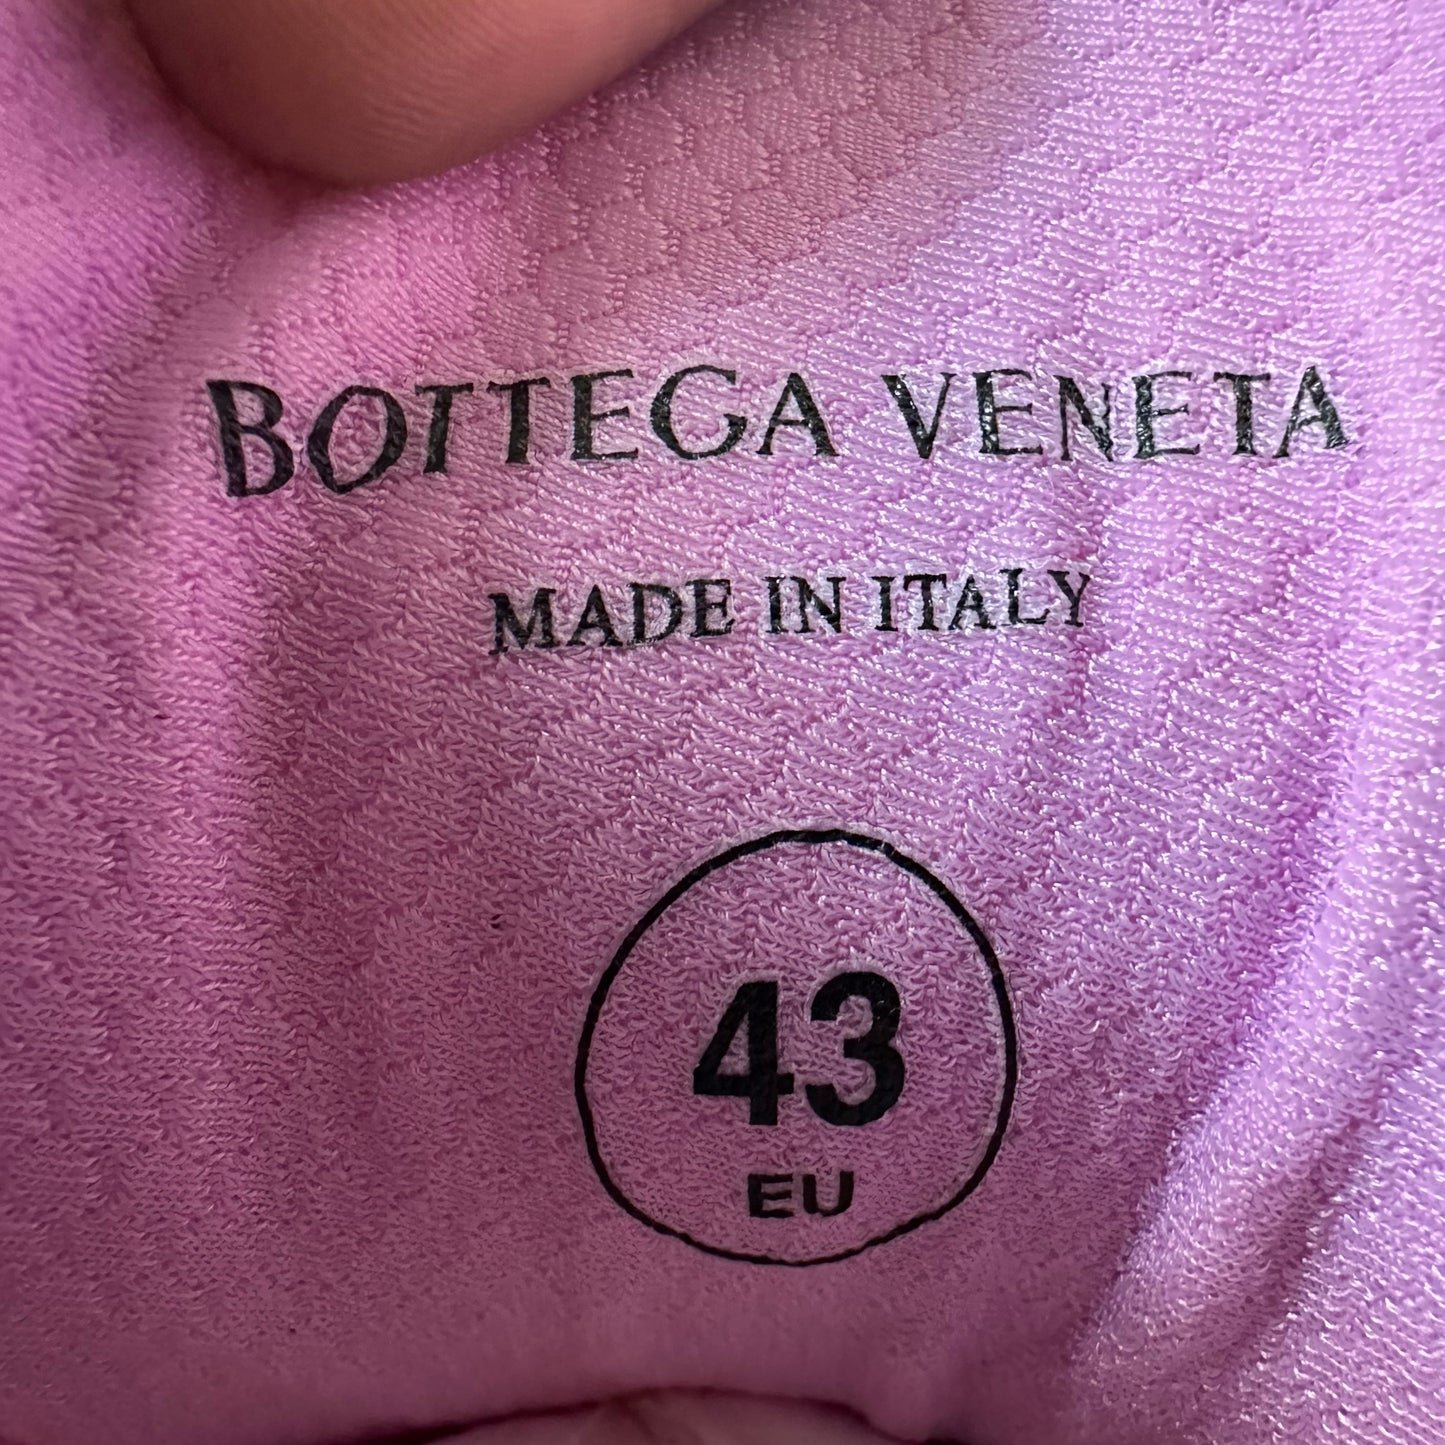 BOTTEGA VENETA
MADE IN ITALY
43
EU